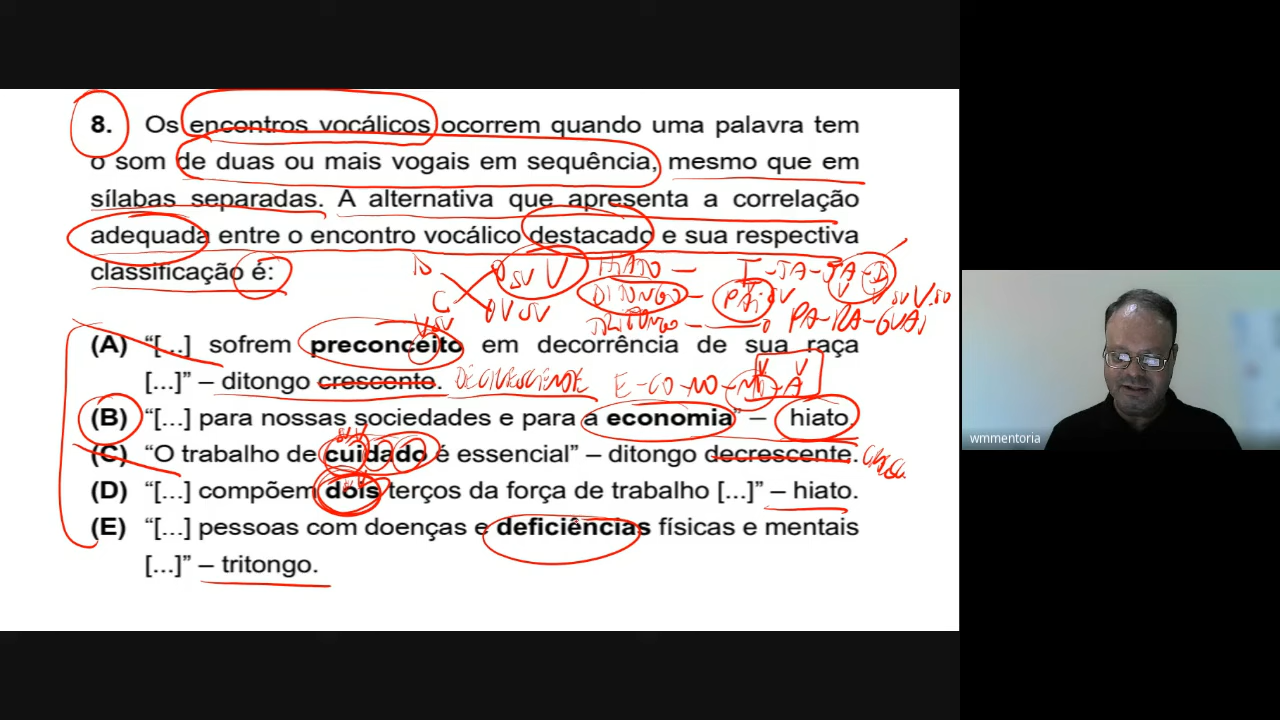 8. Os encontros vocálicos ocorrem quando uma palavra tem
o som de duas ou mais vogais em sequência, mesmo que em
sílabas separadas. A alternativa que apresenta a correlação
adequada entre o encontro vocálico destacado e sua respectiva
classificação é:
D SV V HIATO —
C V SV DITONGO — PAI SV
TRITONGO — PA-RA-GUAI
(A) “[...] sofrem preconceito em decorrência de sua raça
[...]” – ditongo crescente. DECRESCENTE E-CO-NO-MI-A
(B) “[...] para nossas sociedades e para a economia” – hiato.
(C) “O trabalho de cuidado é essencial” – ditongo decrescente.
(D) “[...] compõem dois terços da força de trabalho [...]” – hiato.
(E) “[...] pessoas com doenças e deficiências físicas e mentais
[...]” – tritongo.
wmmentoria